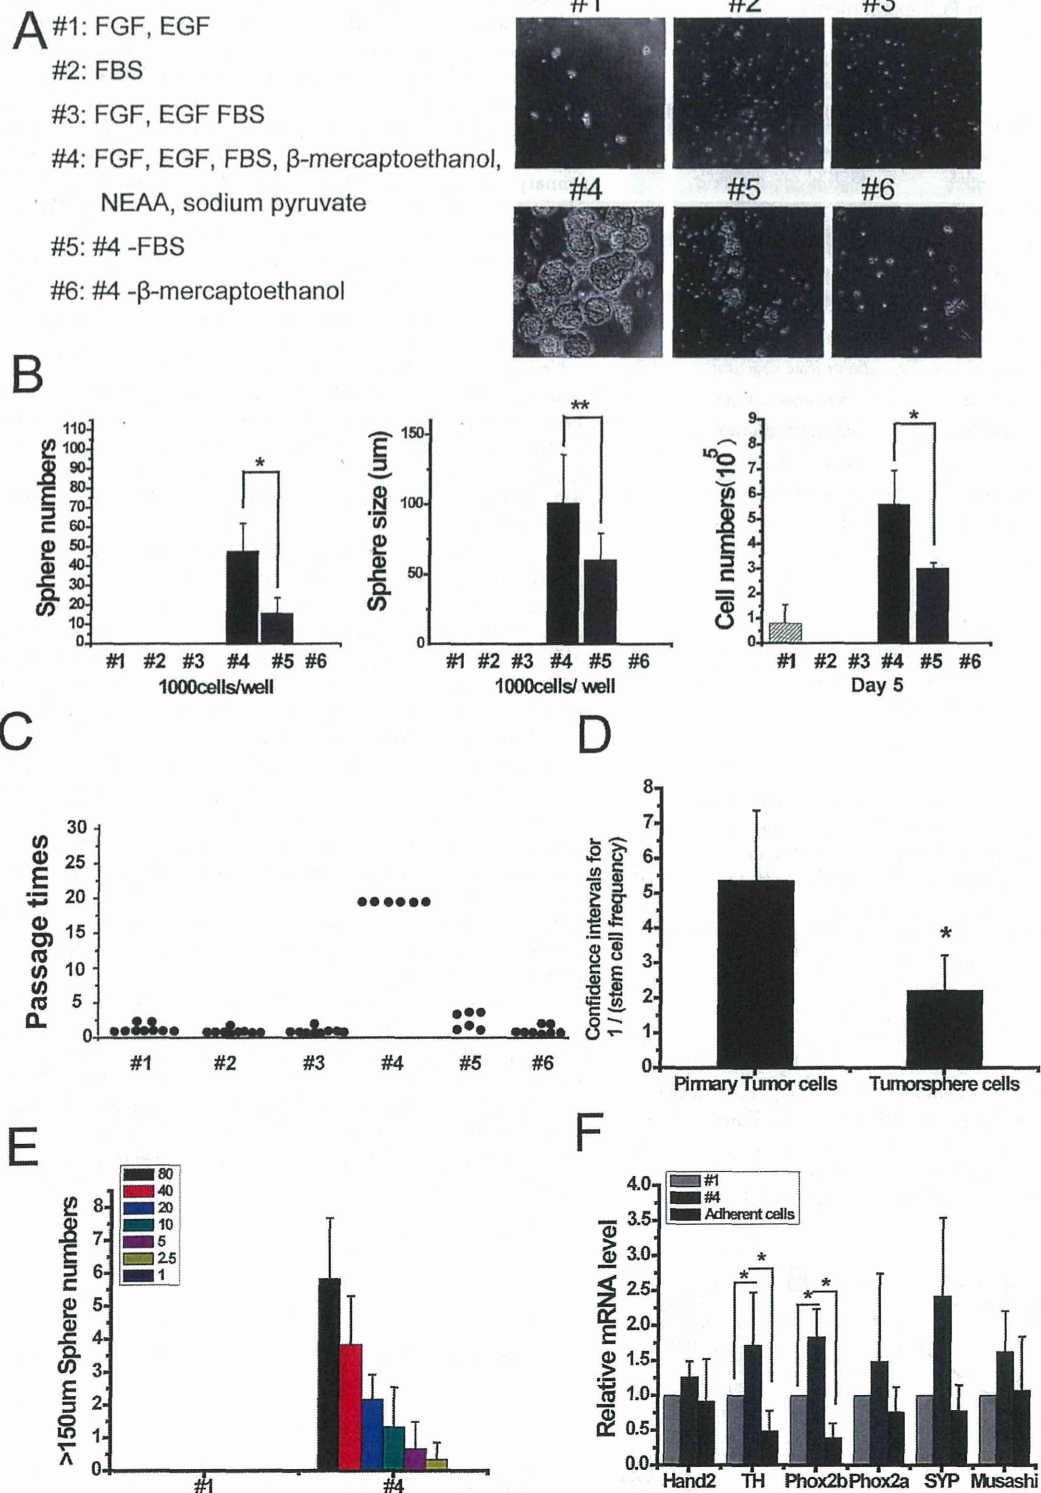 A
#1: FGF, EGF
#2: FBS
#3: FGF, EGF FBS
#4: FGF, EGF, FBS, β-mercaptoethanol,
NEAA, sodium pyruvate
#5: #4 -FBS
#6: #4 -β-mercaptoethanol
#1 #2 #3
#4 #5 #6
B
Sphere numbers
110
100
90
80
70
60
50
40
30
20
10
0
*
#1 #2 #3 #4 #5 #6
1000cells/well
Sphere size (um)
150
100
50
0
**
#1 #2 #3 #4 #5 #6
1000cells/ well
Cell numbers(10⁵)
9
8
7
6
5
4
3
2
1
0
*
#1 #2 #3 #4 #5 #6
Day 5
C
Passage times
30
25
20
15
10
5
0
#1 #2 #3 #4 #5 #6
D
Confidence intervals for
1 / (stem cell frequency)
8
7
6
5
4
3
2
1
0
*
Pirmary Tumor cells Tumorsphere cells
E
>150um Sphere numbers
8
7
6
5
4
3
2
1
0
80
40
20
10
5
2.5
1
#1 #4
F
Relative mRNA level
4.0
3.5
3.0
2.5
2.0
1.5
1.0
0.5
0.0
#1
#4
Adherent cells
* *
* *
Hand2 TH Phox2b Phox2a SYP Musashi